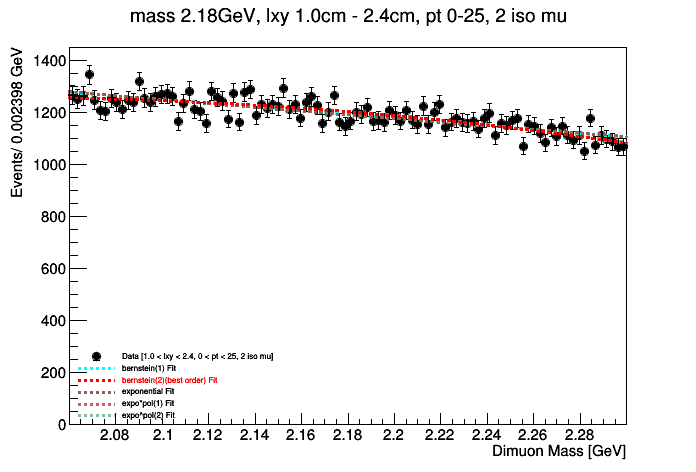 mass 2.18GeV, lxy 1.0cm - 2.4cm, pt 0-25, 2 iso mu
Events/ 0.002398 GeV
1400
1200
1000
800
600
400
200
0
Data [1.0 < lxy < 2.4, 0 < pt < 25, 2 iso mu]
bernstein(1) Fit
bernstein(2)(best order) Fit
exponential Fit
expo*pol(1) Fit
expo*pol(2) Fit
2.08 2.1 2.12 2.14 2.16 2.18 2.2 2.22 2.24 2.26 2.28
Dimuon Mass [GeV]